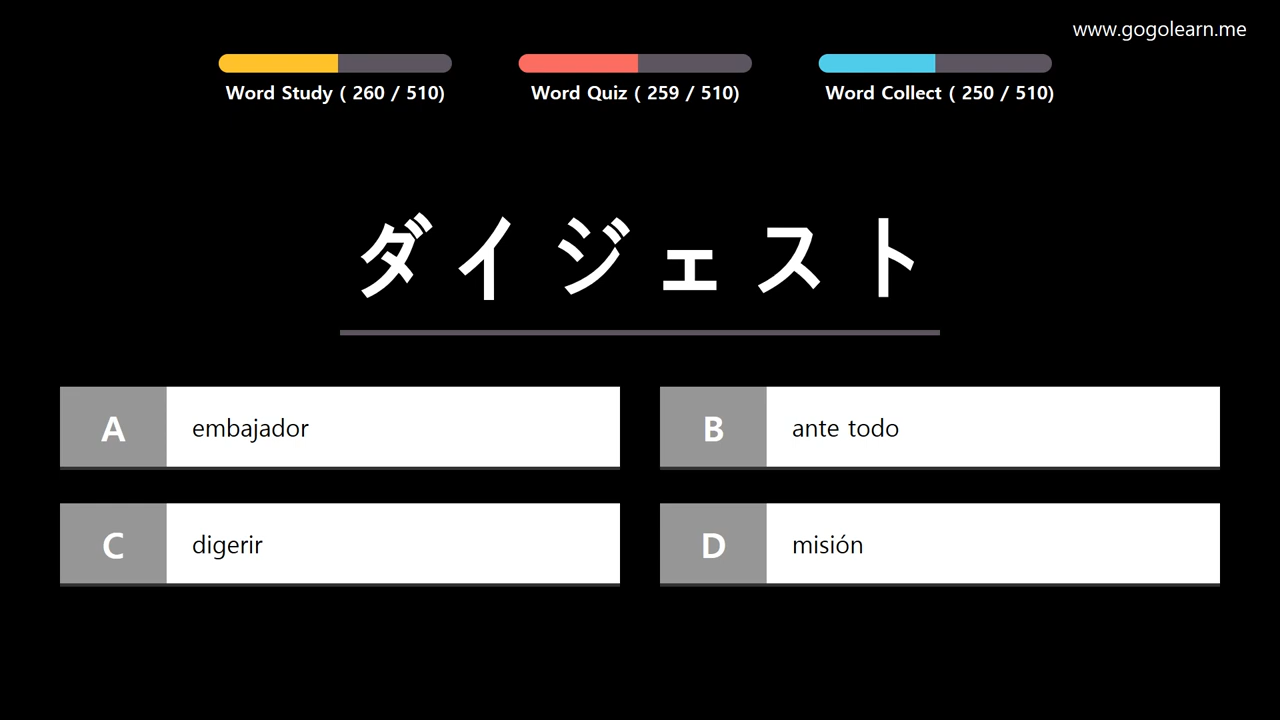 www.gogolearn.me
Word Study ( 260 / 510)
Word Quiz ( 259 / 510)
Word Collect ( 250 / 510)
ダイジェスト
A embajador
B ante todo
C digerir
D misión